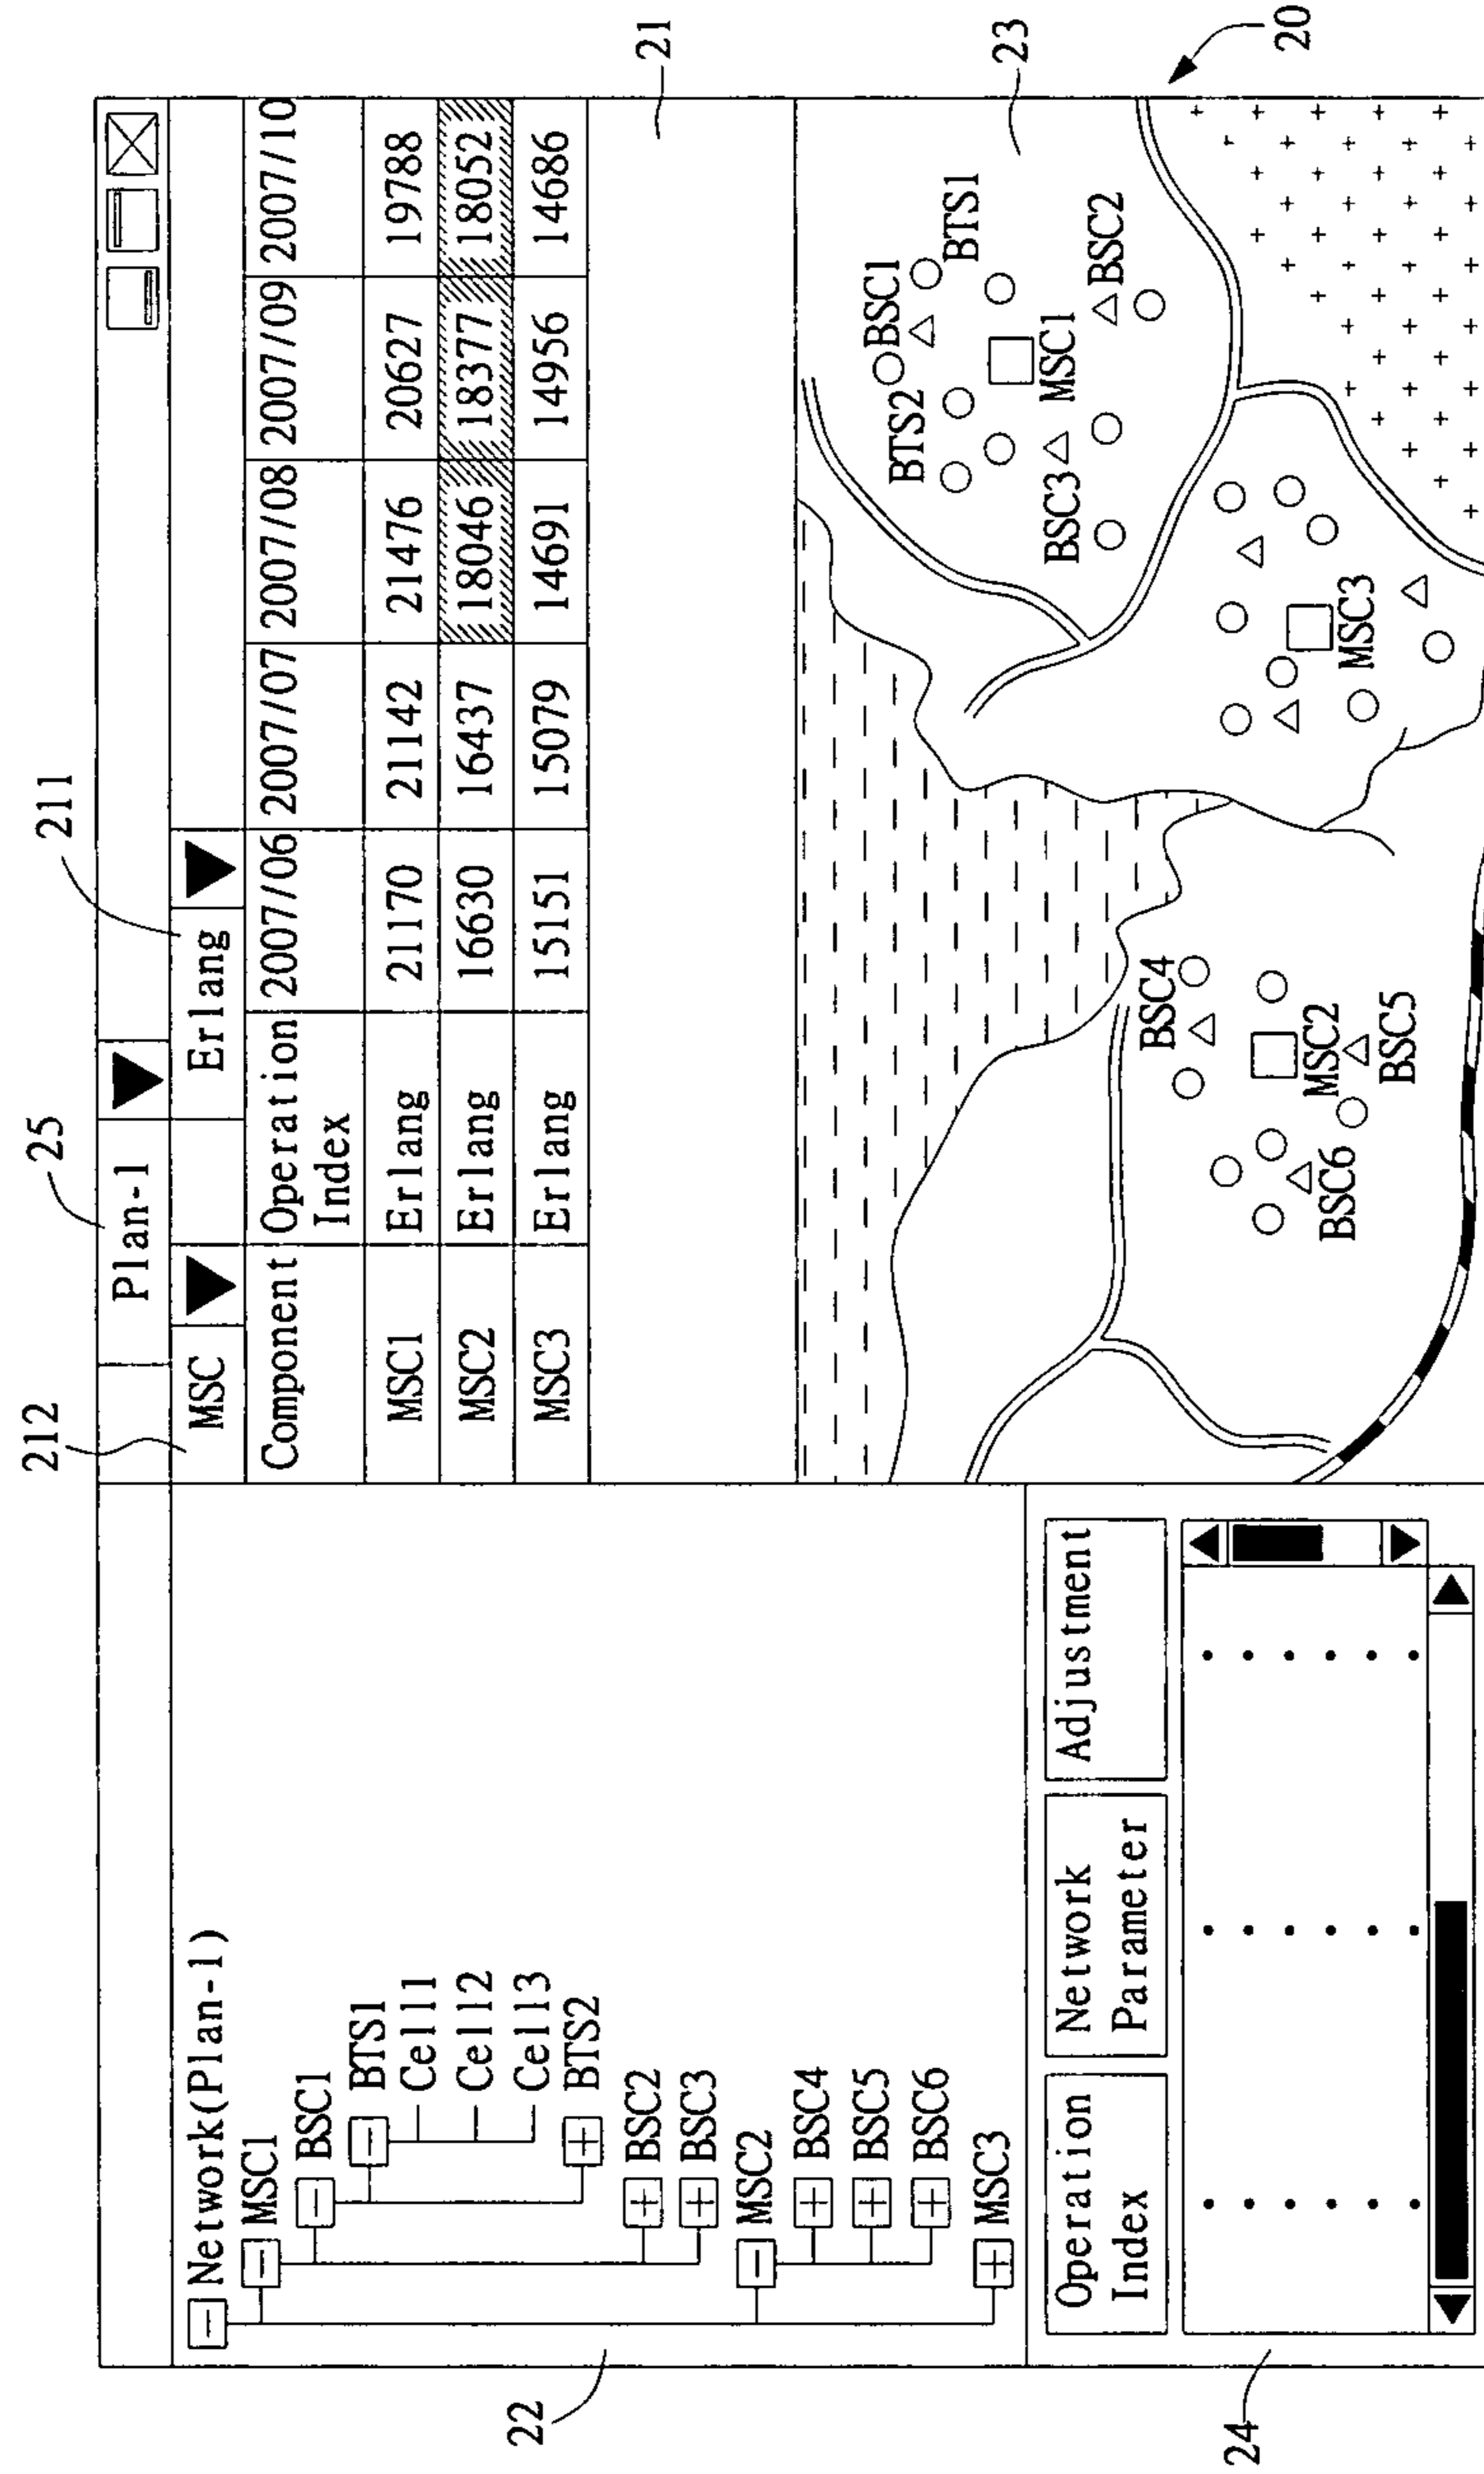 25
Plan-1
211
212
MSC
Erlang
Component Operation Index 2007/06 2007/07 2007/08 2007/09 2007/10
MSC1 Erlang 21170 21142 21476 20627 19788
MSC2 Erlang 16630 16437 18046 18377 18052
MSC3 Erlang 15151 15079 14691 14956 14686
21
22
Network(Plan-1)
MSC1
BSC1
BTS1
Cell1
Cell2
Cell3
BTS2
BSC2
BSC3
MSC2
BSC4
BSC5
BSC6
MSC3
23
BTS2
BSC1
BTS1
MSC1
BSC2
BSC3
BSC4
MSC2
BSC5
BSC6
MSC3
20
Operation Index
Network Parameter
Adjustment
24